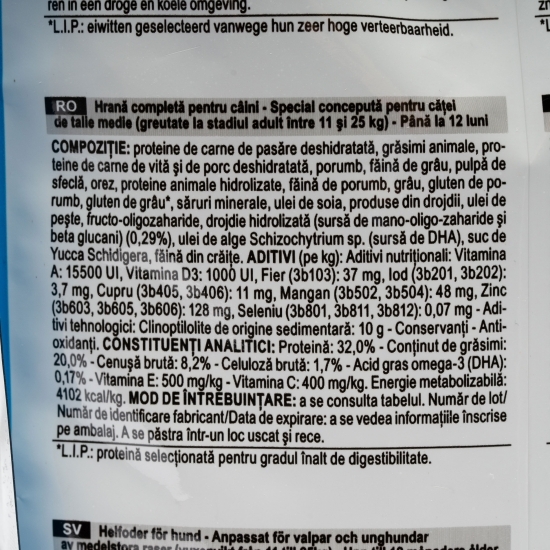 ren in een droge en koele omgeving.
*L.I.P.: eiwitten geselecteerd vanwege hun zeer hoge verteerbaarheid.
RO Hrană completă pentru câini - Special concepută pentru căţei
de talie medie (greutate la stadiul adult între 11 şi 25 kg) - Până la 12 luni
COMPOZIŢIE: proteine de carne de pasăre deshidratată, grăsimi animale, pro-
teine de carne de vită şi de porc deshidratată, porumb, făină de grâu, pulpă de
sfeclă, orez, proteine animale hidrolizate, făină de porumb, grâu, gluten de po-
rumb, gluten de grâu*, săruri minerale, ulei de soia, produse din drojdii, ulei de
peşte, fructo-oligozaharide, drojdie hidrolizată (sursă de mano-oligo-zaharide şi
beta glucani) (0,29%), ulei de alge Schizochytrium sp. (sursă de DHA), suc de
Yucca Schidigera, făină din crăiţe. ADITIVI (pe kg): Aditivi nutriţionali: Vitamina
A: 15500 UI, Vitamina D3: 1000 UI, Fier (3b103): 37 mg, Iod (3b201, 3b202):
3,7 mg, Cupru (3b405, 3b406): 11 mg, Mangan (3b502, 3b504): 48 mg, Zinc
(3b603, 3b605, 3b606): 128 mg, Seleniu (3b801, 3b811, 3b812): 0,07 mg - Adi-
tivi tehnologici: Clinoptilolite de origine sedimentară: 10 g - Conservanţi - Anti-
oxidanţi. CONSTITUENŢI ANALITICI: Proteină: 32,0% - Conţinut de grăsimi:
20,0% - Cenuşă brută: 8,2% - Celuloză brută: 1,7% - Acid gras omega-3 (DHA):
0,17% - Vitamina E: 500 mg/kg - Vitamina C: 400 mg/kg. Energie metabolizabilă:
4102 kcal/kg. MOD DE ÎNTREBUINŢARE: a se consulta tabelul. Număr de lot/
Număr de identificare fabricant/Data de expirare: a se vedea informaţiile înscrise
pe ambalaj. A se păstra într-un loc uscat şi rece.
*L.I.P.: proteină selecţionată pentru gradul înalt de digestibilitate.
SV Helfoder för hund - Anpassat för valpar och unghundar